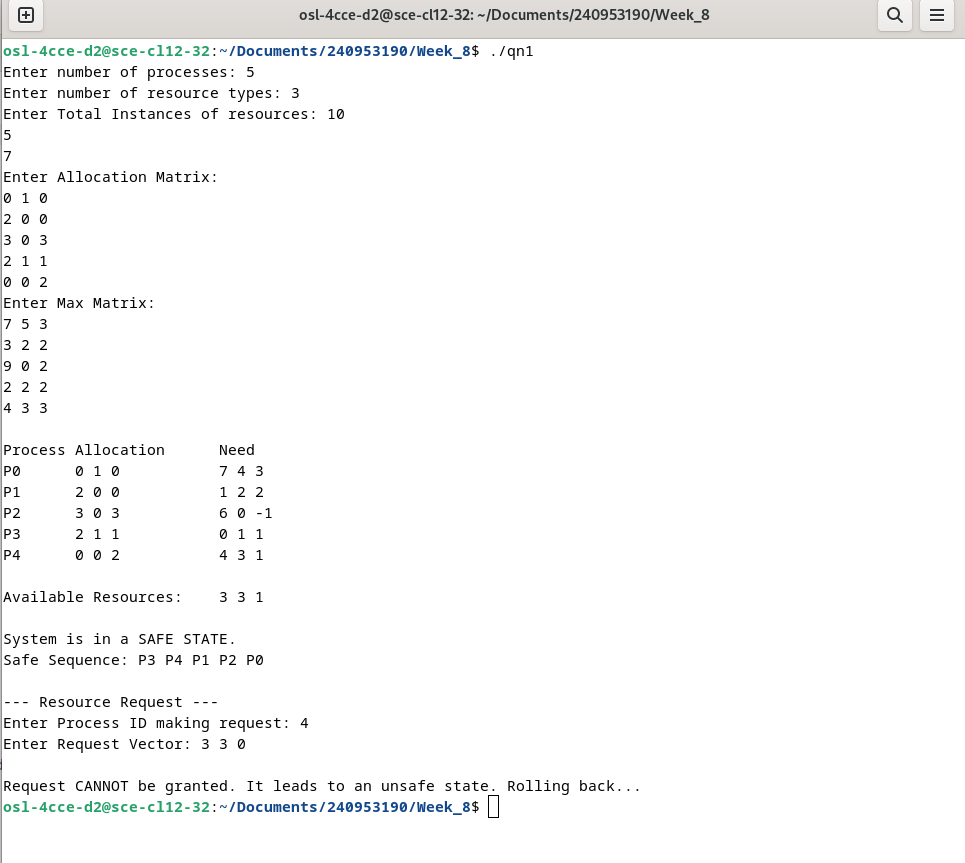 osl-4cce-d2@sce-cl12-32: ~/Documents/240953190/Week_8
osl-4cce-d2@sce-cl12-32:~/Documents/240953190/Week_8$ ./qn1
Enter number of processes: 5
Enter number of resource types: 3
Enter Total Instances of resources: 10
5
7
Enter Allocation Matrix:
0 1 0
2 0 0
3 0 3
2 1 1
0 0 2
Enter Max Matrix:
7 5 3
3 2 2
9 0 2
2 2 2
4 3 3
Process Allocation      Need
P0      0 1 0           7 4 3
P1      2 0 0           1 2 2
P2      3 0 3           6 0 -1
P3      2 1 1           0 1 1
P4      0 0 2           4 3 1
Available Resources:    3 3 1
System is in a SAFE STATE.
Safe Sequence: P3 P4 P1 P2 P0
--- Resource Request ---
Enter Process ID making request: 4
Enter Request Vector: 3 3 0
Request CANNOT be granted. It leads to an unsafe state. Rolling back...
osl-4cce-d2@sce-cl12-32:~/Documents/240953190/Week_8$